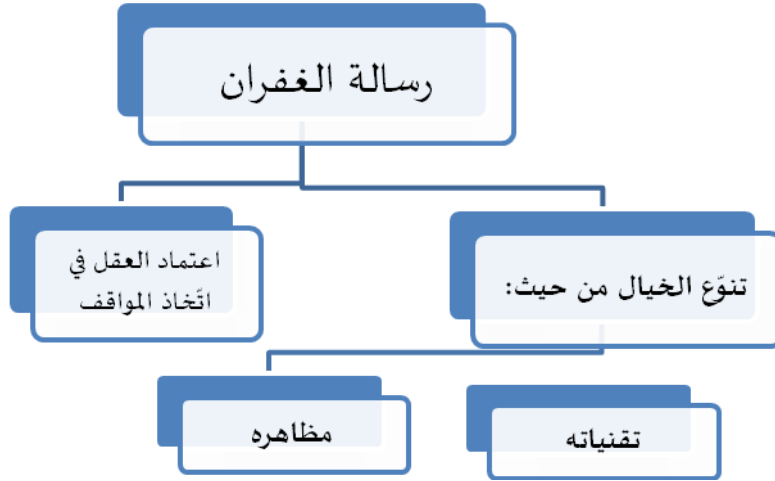 رسالة الغفران
تنوّع الخيال من حيث:
اعتماد العقل في
اتّخاذ المواقف
تقنياته
مظاهره